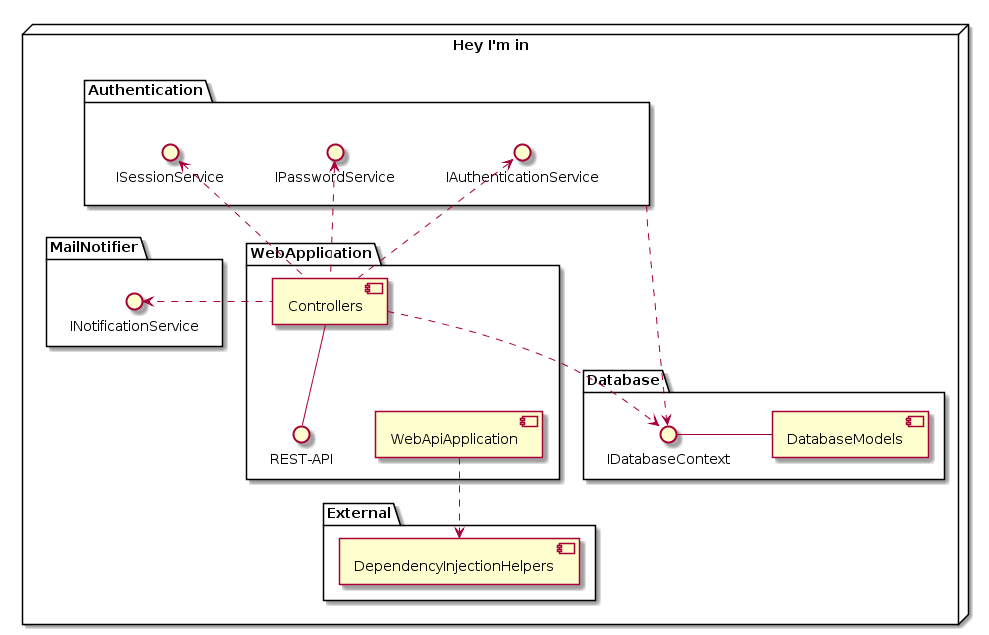 Hey I'm in
Authentication
ISessionService
IPasswordService
IAuthenticationService
MailNotifier
INotificationService
WebApplication
Controllers
REST-API
WebApiApplication
Database
IDatabaseContext
DatabaseModels
External
DependencyInjectionHelpers